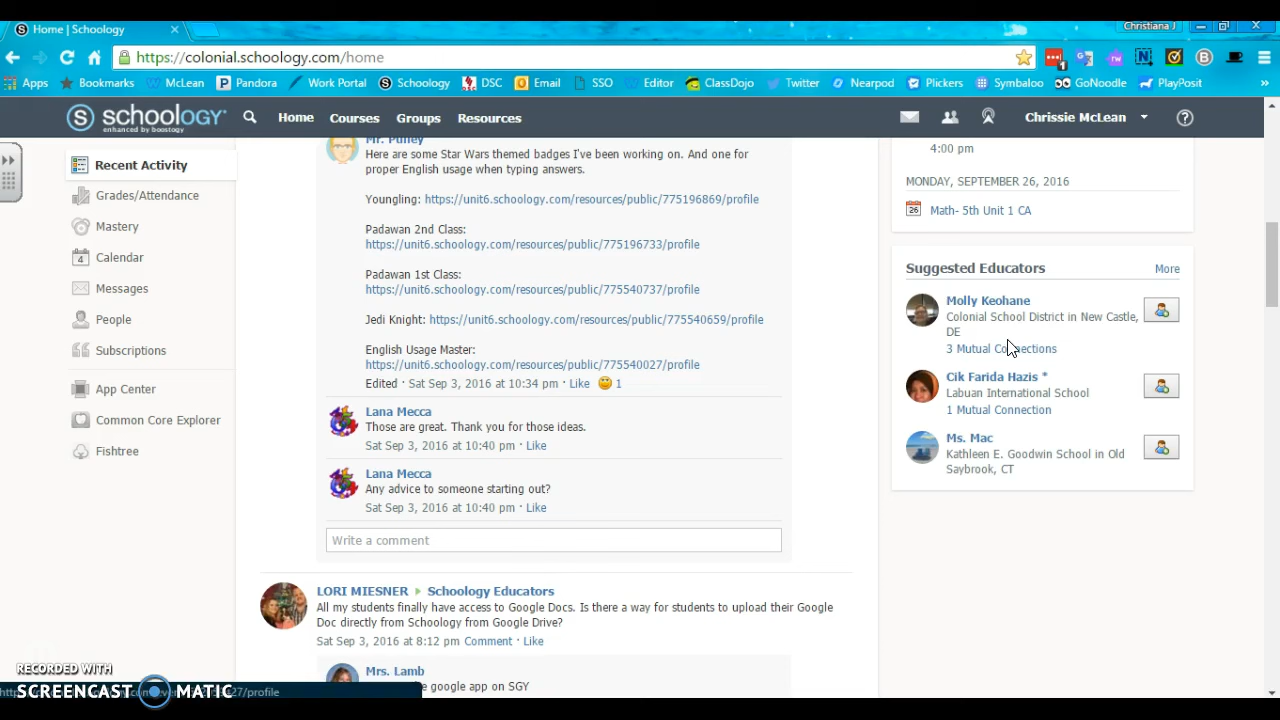 Home | Schoology
Christiana J
https://colonial.schoology.com/home
Apps Bookmarks McLean Pandora Work Portal Schoology DSC Email SSO Editor ClassDojo Twitter Nearpod Plickers Symbaloo GoNoodle PlayPosit »
schoology
enhanced by boostogy
Home Courses Groups Resources
Chrissie McLean
Recent Activity
Grades/Attendance
Mastery
Calendar
Messages
People
Subscriptions
App Center
Common Core Explorer
Fishtree
Mr. Pulley
Here are some Star Wars themed badges I've been working on. And one for
proper English usage when typing answers.
Youngling: https://unit6.schoology.com/resources/public/775196869/profile
Padawan 2nd Class:
https://unit6.schoology.com/resources/public/775196733/profile
Padawan 1st Class:
https://unit6.schoology.com/resources/public/775540737/profile
Jedi Knight: https://unit6.schoology.com/resources/public/775540659/profile
English Usage Master:
https://unit6.schoology.com/resources/public/775540027/profile
Edited · Sat Sep 3, 2016 at 10:34 pm · Like 1
Lana Mecca
Those are great. Thank you for those ideas.
Sat Sep 3, 2016 at 10:40 pm · Like
Lana Mecca
Any advice to someone starting out?
Sat Sep 3, 2016 at 10:40 pm · Like
Write a comment
LORI MIESNER Schoology Educators
All my students finally have access to Google Docs. Is there a way for students to upload their Google
Doc directly from Schoology from Google Drive?
Sat Sep 3, 2016 at 8:12 pm Comment · Like
Mrs. Lamb
google app on SGY
4:00 pm
MONDAY, SEPTEMBER 26, 2016
26 Math- 5th Unit 1 CA
Suggested Educators More
Molly Keohane
Colonial School District in New Castle,
DE
3 Mutual Connections
Cik Farida Hazis *
Labuan International School
1 Mutual Connection
Ms. Mac
Kathleen E. Goodwin School in Old
Saybrook, CT
RECORDED WITH
SCREENCAST MATIC